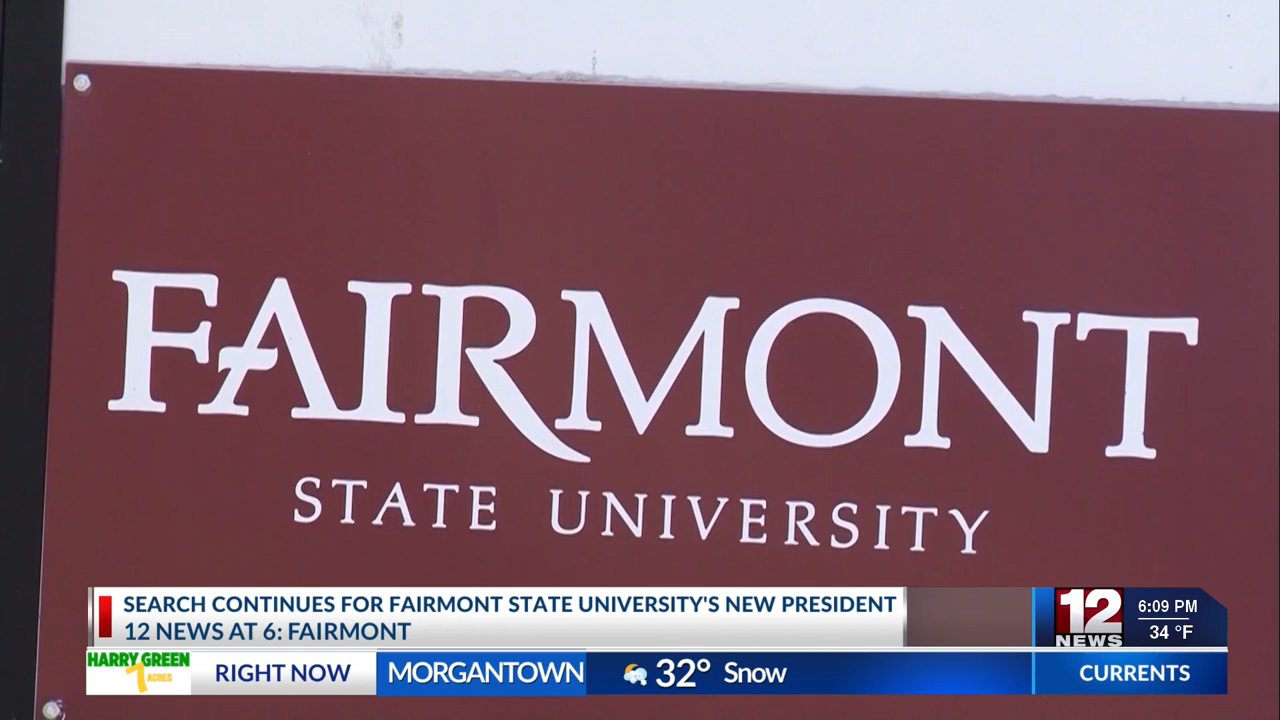 FAIRMONT
STATE UNIVERSITY
SEARCH CONTINUES FOR FAIRMONT STATE UNIVERSITY'S NEW PRESIDENT
12 NEWS AT 6: FAIRMONT
12
NEWS
6:09 PM
34 °F
HARRY GREEN
7 ACRES
RIGHT NOW
MORGANTOWN
32° Snow
CURRENTS